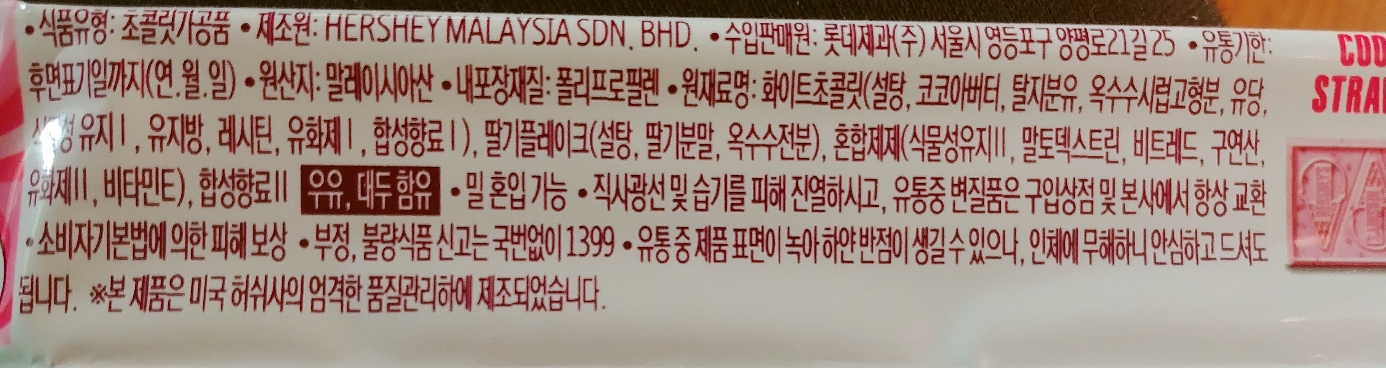 • 식품유형: 초콜릿가공품 • 제조원: HERSHEY MALAYSIA SDN. BHD. • 수입판매원: 롯데제과(주) 서울시 영등포구 양평로21길 25 • 유통기한:
후면표기일까지(연.월.일) • 원산지: 말레이시아산 • 내포장재질: 폴리프로필렌 • 원재료명: 화이트초콜릿(설탕, 코코아버터, 탈지분유, 옥수수시럽고형분, 유당,
유지 I, 유지방, 레시틴, 유화제 I, 합성향료 I), 딸기플레이크(설탕, 딸기분말, 옥수수전분), 혼합제제(식물성유지II, 말토덱스트린, 비트레드, 구연산,
유화제II, 비타민E), 합성향료II 우유, 대두 함유 • 밀 혼입 가능 • 직사광선 및 습기를 피해 진열하시고, 유통중 변질품은 구입상점 및 본사에서 항상 교환
• 소비자기본법에 의한 피해 보상 • 부정, 불량식품 신고는 국번없이 1399 • 유통 중 제품 표면이 녹아 하얀 반점이 생길 수 있으나, 인체에 무해하니 안심하고 드셔도
됩니다. ※본 제품은 미국 허쉬사의 엄격한 품질관리하에 제조되었습니다.
COO
STRA